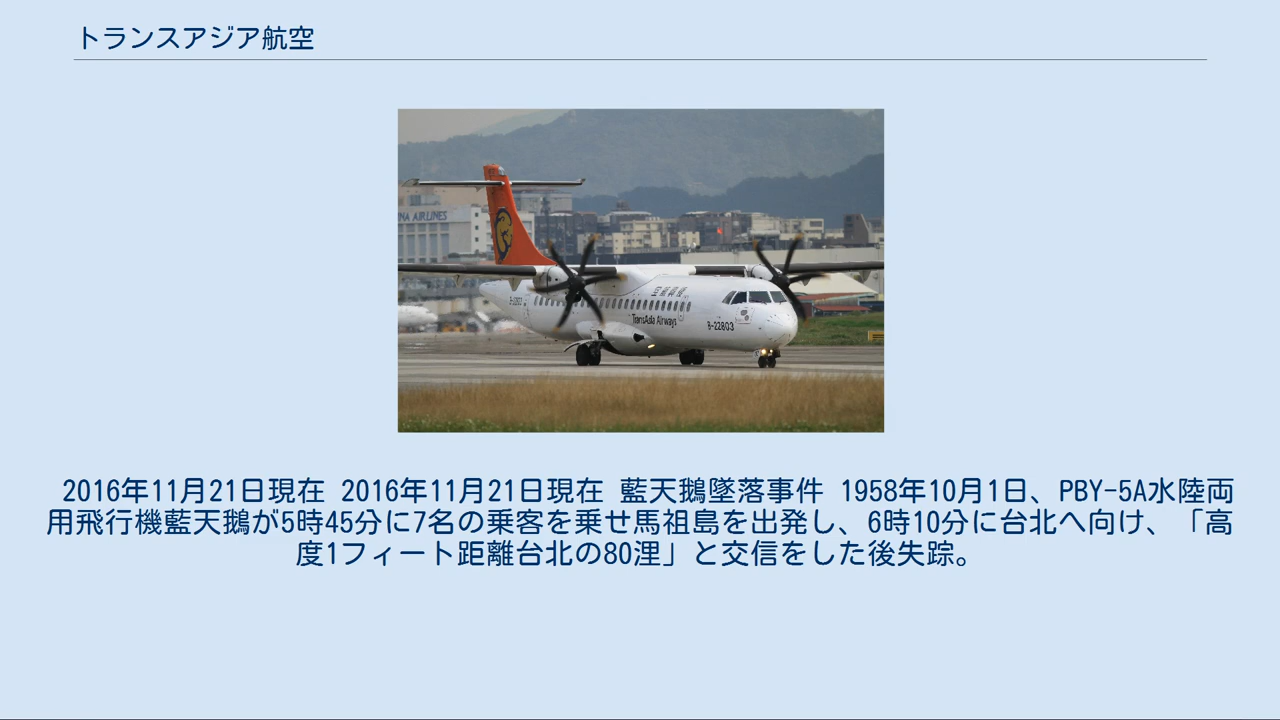 トランスアジア航空
NA AIRLINES
TransAsia Airways
B-22803
2016年11月21日現在 2016年11月21日現在 藍天鵝墜落事件 1958年10月1日、PBY-5A水陸両
用飛行機藍天鵝が5時45分に7名の乗客を乗せ馬祖島を出発し、6時10分に台北へ向け、「高
度1フィート距離台北の80浬」と交信をした後失踪。